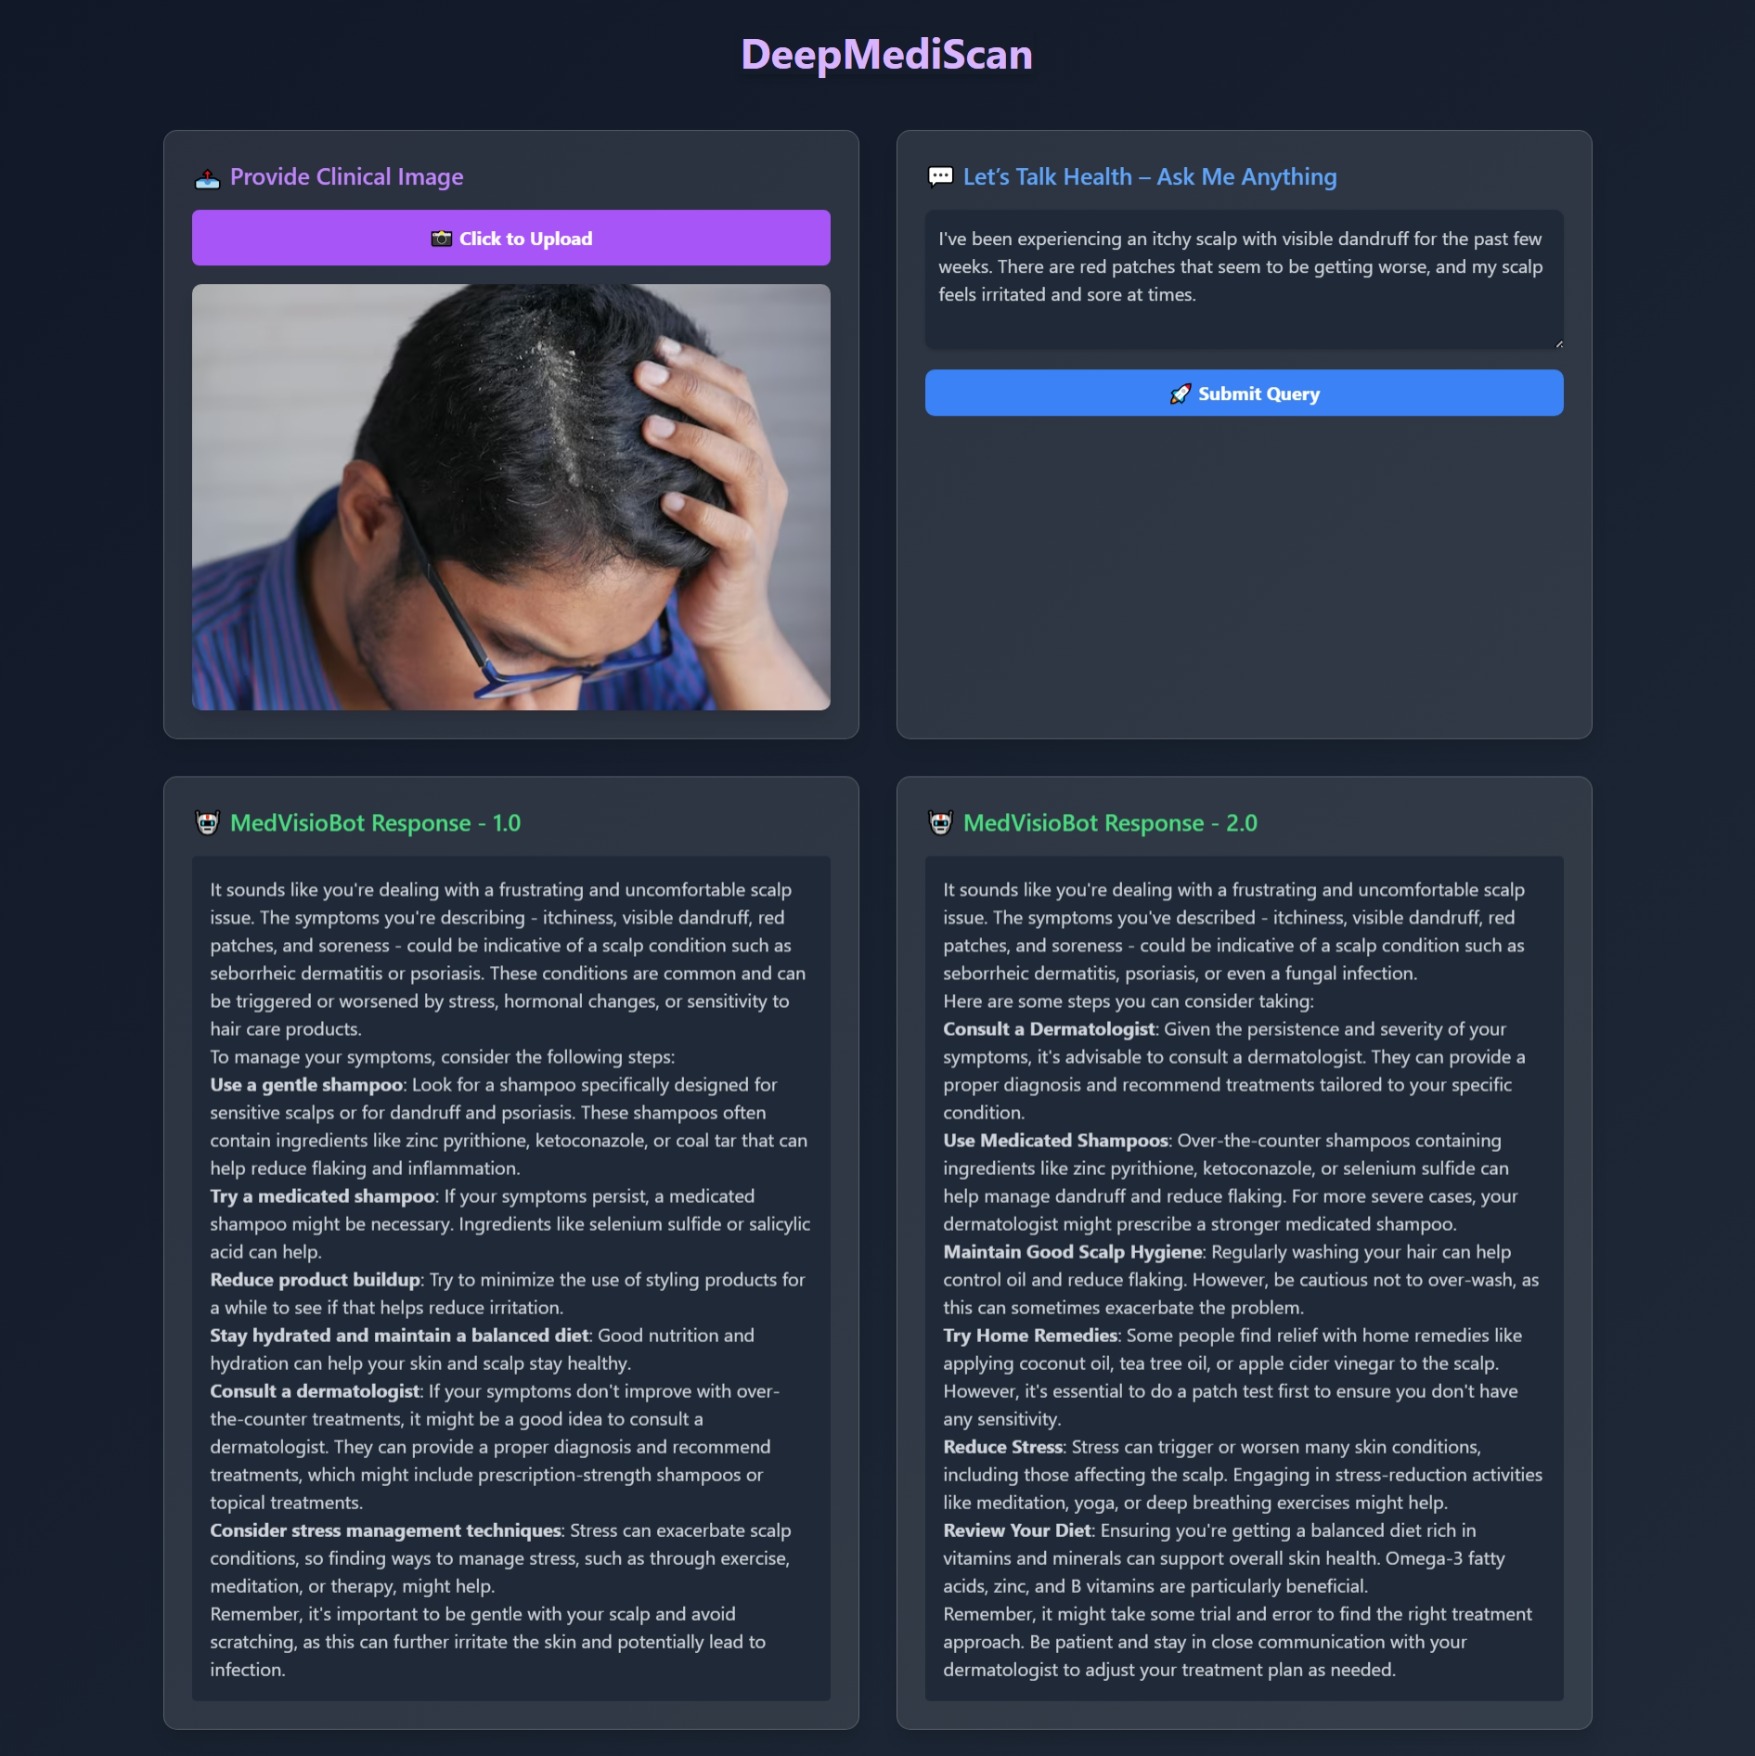 DeepMediScan
📤 Provide Clinical Image
📷 Click to Upload
💬 Let’s Talk Health – Ask Me Anything
I've been experiencing an itchy scalp with visible dandruff for the past few
weeks. There are red patches that seem to be getting worse, and my scalp
feels irritated and sore at times.
🚀 Submit Query
🤖 MedVisioBot Response - 1.0
It sounds like you're dealing with a frustrating and uncomfortable scalp
issue. The symptoms you're describing - itchiness, visible dandruff, red
patches, and soreness - could be indicative of a scalp condition such as
seborrheic dermatitis or psoriasis. These conditions are common and can
be triggered or worsened by stress, hormonal changes, or sensitivity to
hair care products.
To manage your symptoms, consider the following steps:
Use a gentle shampoo: Look for a shampoo specifically designed for
sensitive scalps or for dandruff and psoriasis. These shampoos often
contain ingredients like zinc pyrithione, ketoconazole, or coal tar that can
help reduce flaking and inflammation.
Try a medicated shampoo: If your symptoms persist, a medicated
shampoo might be necessary. Ingredients like selenium sulfide or salicylic
acid can help.
Reduce product buildup: Try to minimize the use of styling products for
a while to see if that helps reduce irritation.
Stay hydrated and maintain a balanced diet: Good nutrition and
hydration can help your skin and scalp stay healthy.
Consult a dermatologist: If your symptoms don't improve with over-
the-counter treatments, it might be a good idea to consult a
dermatologist. They can provide a proper diagnosis and recommend
treatments, which might include prescription-strength shampoos or
topical treatments.
Consider stress management techniques: Stress can exacerbate scalp
conditions, so finding ways to manage stress, such as through exercise,
meditation, or therapy, might help.
Remember, it's important to be gentle with your scalp and avoid
scratching, as this can further irritate the skin and potentially lead to
infection.
🤖 MedVisioBot Response - 2.0
It sounds like you're dealing with a frustrating and uncomfortable scalp
issue. The symptoms you've described - itchiness, visible dandruff, red
patches, and soreness - could be indicative of a scalp condition such as
seborrheic dermatitis, psoriasis, or even a fungal infection.
Here are some steps you can consider taking:
Consult a Dermatologist: Given the persistence and severity of your
symptoms, it's advisable to consult a dermatologist. They can provide a
proper diagnosis and recommend treatments tailored to your specific
condition.
Use Medicated Shampoos: Over-the-counter shampoos containing
ingredients like zinc pyrithione, ketoconazole, or selenium sulfide can
help manage dandruff and reduce flaking. For more severe cases, your
dermatologist might prescribe a stronger medicated shampoo.
Maintain Good Scalp Hygiene: Regularly washing your hair can help
control oil and reduce flaking. However, be cautious not to over-wash, as
this can sometimes exacerbate the problem.
Try Home Remedies: Some people find relief with home remedies like
applying coconut oil, tea tree oil, or apple cider vinegar to the scalp.
However, it's essential to do a patch test first to ensure you don't have
any sensitivity.
Reduce Stress: Stress can trigger or worsen many skin conditions,
including those affecting the scalp. Engaging in stress-reduction activities
like meditation, yoga, or deep breathing exercises might help.
Review Your Diet: Ensuring you're getting a balanced diet rich in
vitamins and minerals can support overall skin health. Omega-3 fatty
acids, zinc, and B vitamins are particularly beneficial.
Remember, it might take some trial and error to find the right treatment
approach. Be patient and stay in close communication with your
dermatologist to adjust your treatment plan as needed.